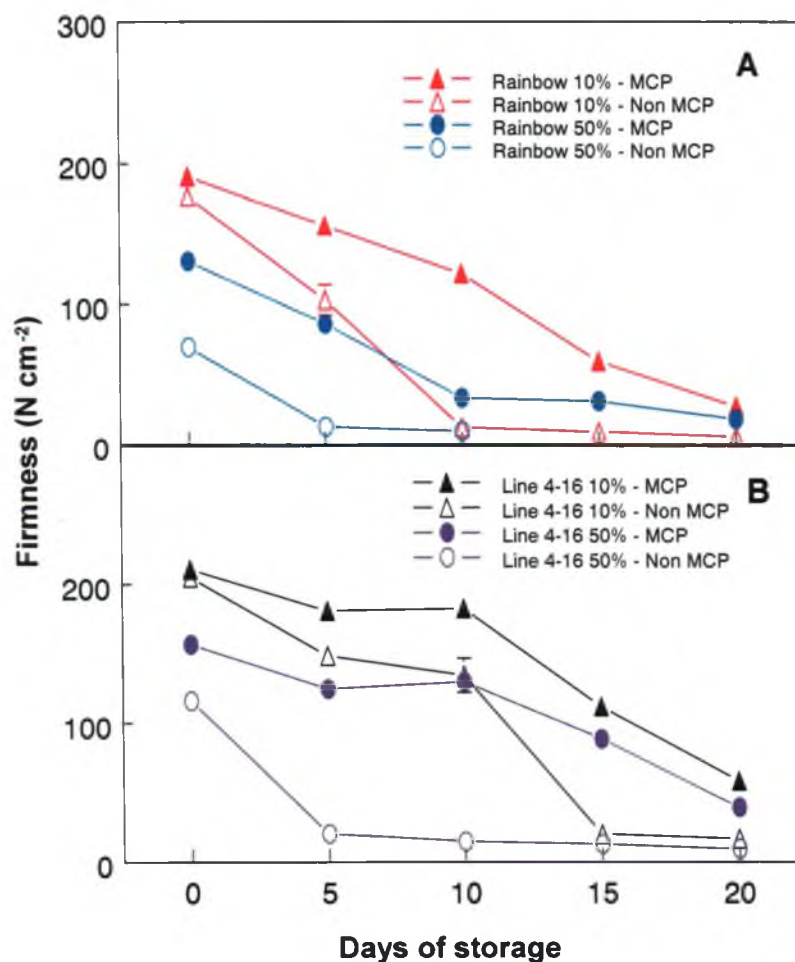 300
A
Rainbow 10% - MCP
Rainbow 10% - Non MCP
Rainbow 50% - MCP
Rainbow 50% - Non MCP
200
100
0
Firmness (N cm⁻²)
B
Line 4-16 10% - MCP
Line 4-16 10% - Non MCP
Line 4-16 50% - MCP
Line 4-16 50% - Non MCP
200
100
0
0 5 10 15 20
Days of storage